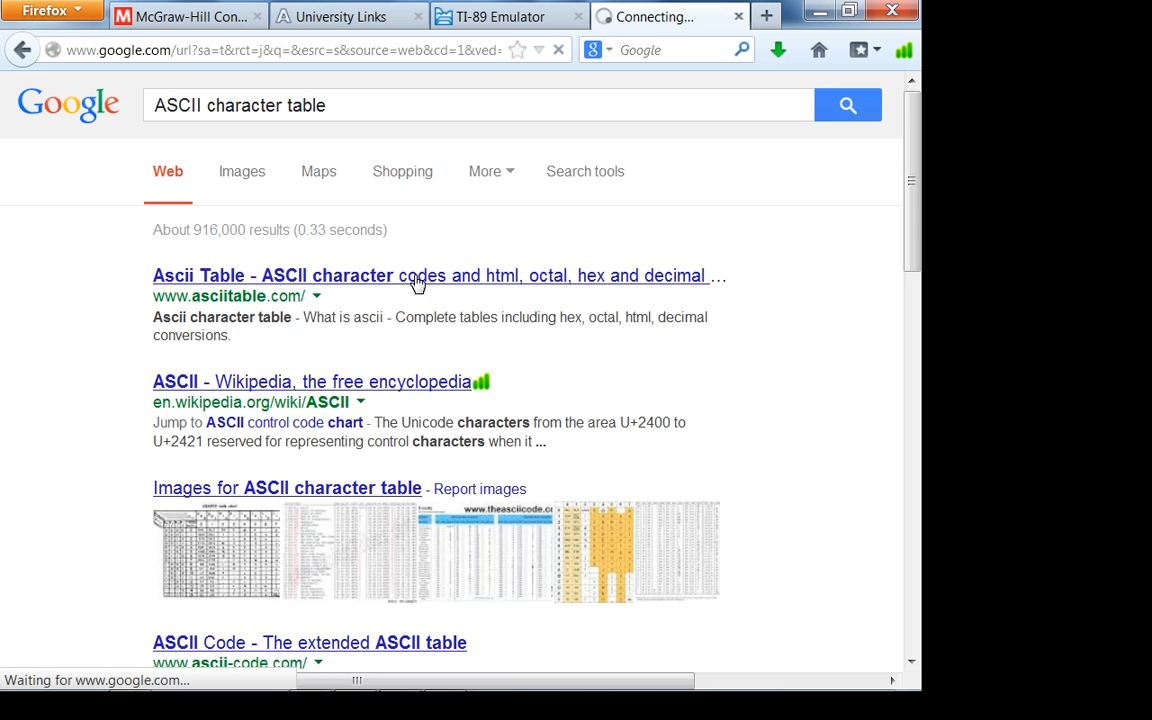 Firefox
McGraw-Hill Con...
University Links
TI-89 Emulator
Connecting...
www.google.com/url?sa=t&rct=j&q=&esrc=s&source=web&cd=1&ved=
Google
Google
ASCII character table
Web Images Maps Shopping More Search tools
About 916,000 results (0.33 seconds)
Ascii Table - ASCII character codes and html, octal, hex and decimal ...
www.asciitable.com/
Ascii character table - What is ascii - Complete tables including hex, octal, html, decimal
conversions.
ASCII - Wikipedia, the free encyclopedia
en.wikipedia.org/wiki/ASCII
Jump to ASCII control code chart - The Unicode characters from the area U+2400 to
U+2421 reserved for representing control characters when it ...
Images for ASCII character table - Report images
www.theasciicode.cc
ASCII Code - The extended ASCII table
www.ascii-code.com/
Waiting for www.google.com...